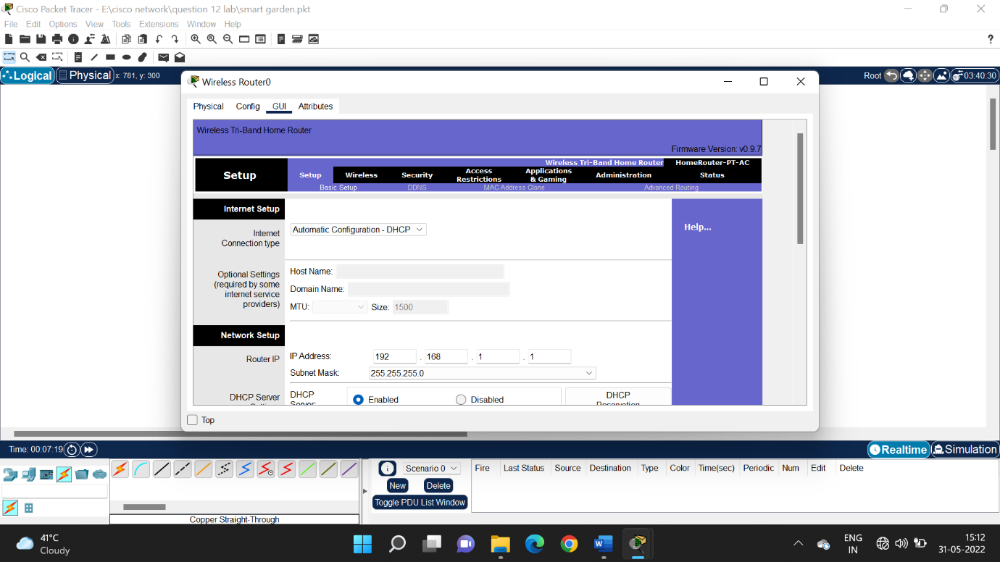 Cisco Packet Tracer - E:\cisco network\question 12 lab\smart garden.pkt
File Edit Options View Tools Extensions Window Help
?
Logical Physical x: 781, y: 300
Root 03:40:30
Wireless Router0
Physical Config GUI Attributes
Wireless Tri-Band Home Router
Firmware Version: v0.9.7
Wireless Tri-Band Home Router HomeRouter-PT-AC
Setup
Setup Wireless Security Access Restrictions Applications & Gaming Administration Status
Basic Setup DDNS MAC Address Clone Advanced Routing
Internet Setup
Internet
Connection type
Automatic Configuration - DHCP
Help...
Optional Settings
(required by some
internet service
providers)
Host Name:
Domain Name:
MTU: Size: 1500
Network Setup
Router IP
IP Address: 192 . 168 . 1 . 1
Subnet Mask: 255.255.255.0
DHCP Server
DHCP
Server:
Enabled Disabled
DHCP
Reservation
Top
Time: 00:07:19
Realtime Simulation
Scenario 0
New Delete
Toggle PDU List Window
Fire Last Status Source Destination Type Color Time(sec) Periodic Num Edit Delete
Copper Straight-Through
41°C
Cloudy
ENG
IN
15:12
31-05-2022